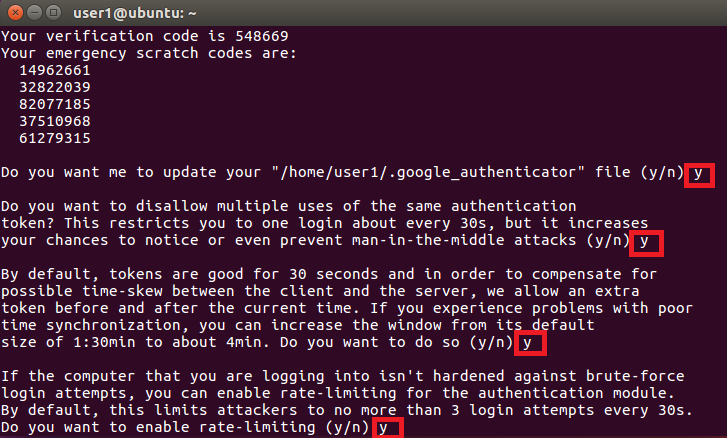 user1@ubuntu: ~
Your verification code is 548669
Your emergency scratch codes are:
14962661
32822039
82077185
37510968
61279315
Do you want me to update your "/home/user1/.google_authenticator" file (y/n) y
Do you want to disallow multiple uses of the same authentication
token? This restricts you to one login about every 30s, but it increases
your chances to notice or even prevent man-in-the-middle attacks (y/n) y
By default, tokens are good for 30 seconds and in order to compensate for
possible time-skew between the client and the server, we allow an extra
token before and after the current time. If you experience problems with poor
time synchronization, you can increase the window from its default
size of 1:30min to about 4min. Do you want to do so (y/n) y
If the computer that you are logging into isn't hardened against brute-force
login attempts, you can enable rate-limiting for the authentication module.
By default, this limits attackers to no more than 3 login attempts every 30s.
Do you want to enable rate-limiting (y/n) y